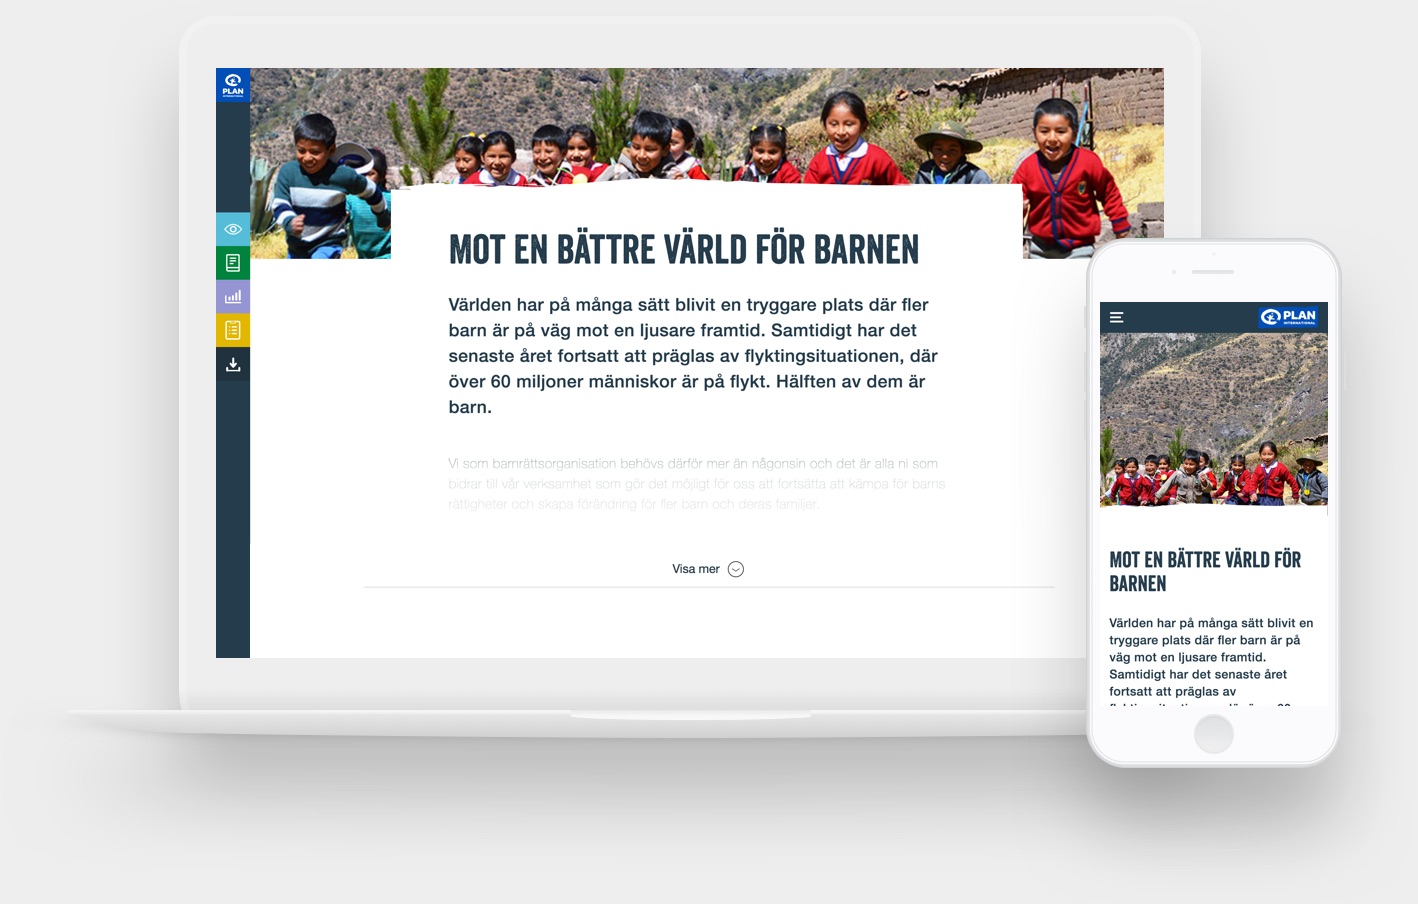 PLAN
INTERNATIONAL
MOT EN BÄTTRE VÄRLD FÖR BARNEN
Världen har på många sätt blivit en tryggare plats där fler
barn är på väg mot en ljusare framtid. Samtidigt har det
senaste året fortsatt att präglas av flyktingsituationen, där
över 60 miljoner människor är på flykt. Hälften av dem är
barn.
Vi som barnrättsorganisation behövs därför mer än någonsin och det är alla ni som
bidrar till vår verksamhet som gör det möjligt för oss att fortsätta att kämpa för barns
rättigheter och skapa förändring för fler barn och deras familjer.
Visa mer
PLAN
INTERNATIONAL
MOT EN BÄTTRE VÄRLD FÖR
BARNEN
Världen har på många sätt blivit en
tryggare plats där fler barn är på
väg mot en ljusare framtid.
Samtidigt har det senaste året
fortsatt att präglas av